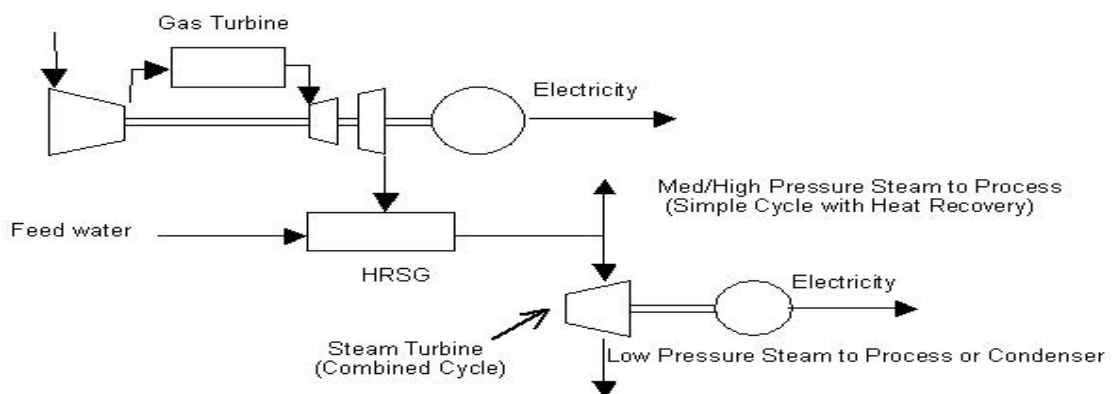 Gas Turbine
Electricity
Med/High Pressure Steam to Process
(Simple Cycle with Heat Recovery)
Feed water
HRSG
Electricity
Steam Turbine
(Combined Cycle)
Low Pressure Steam to Process or Condenser